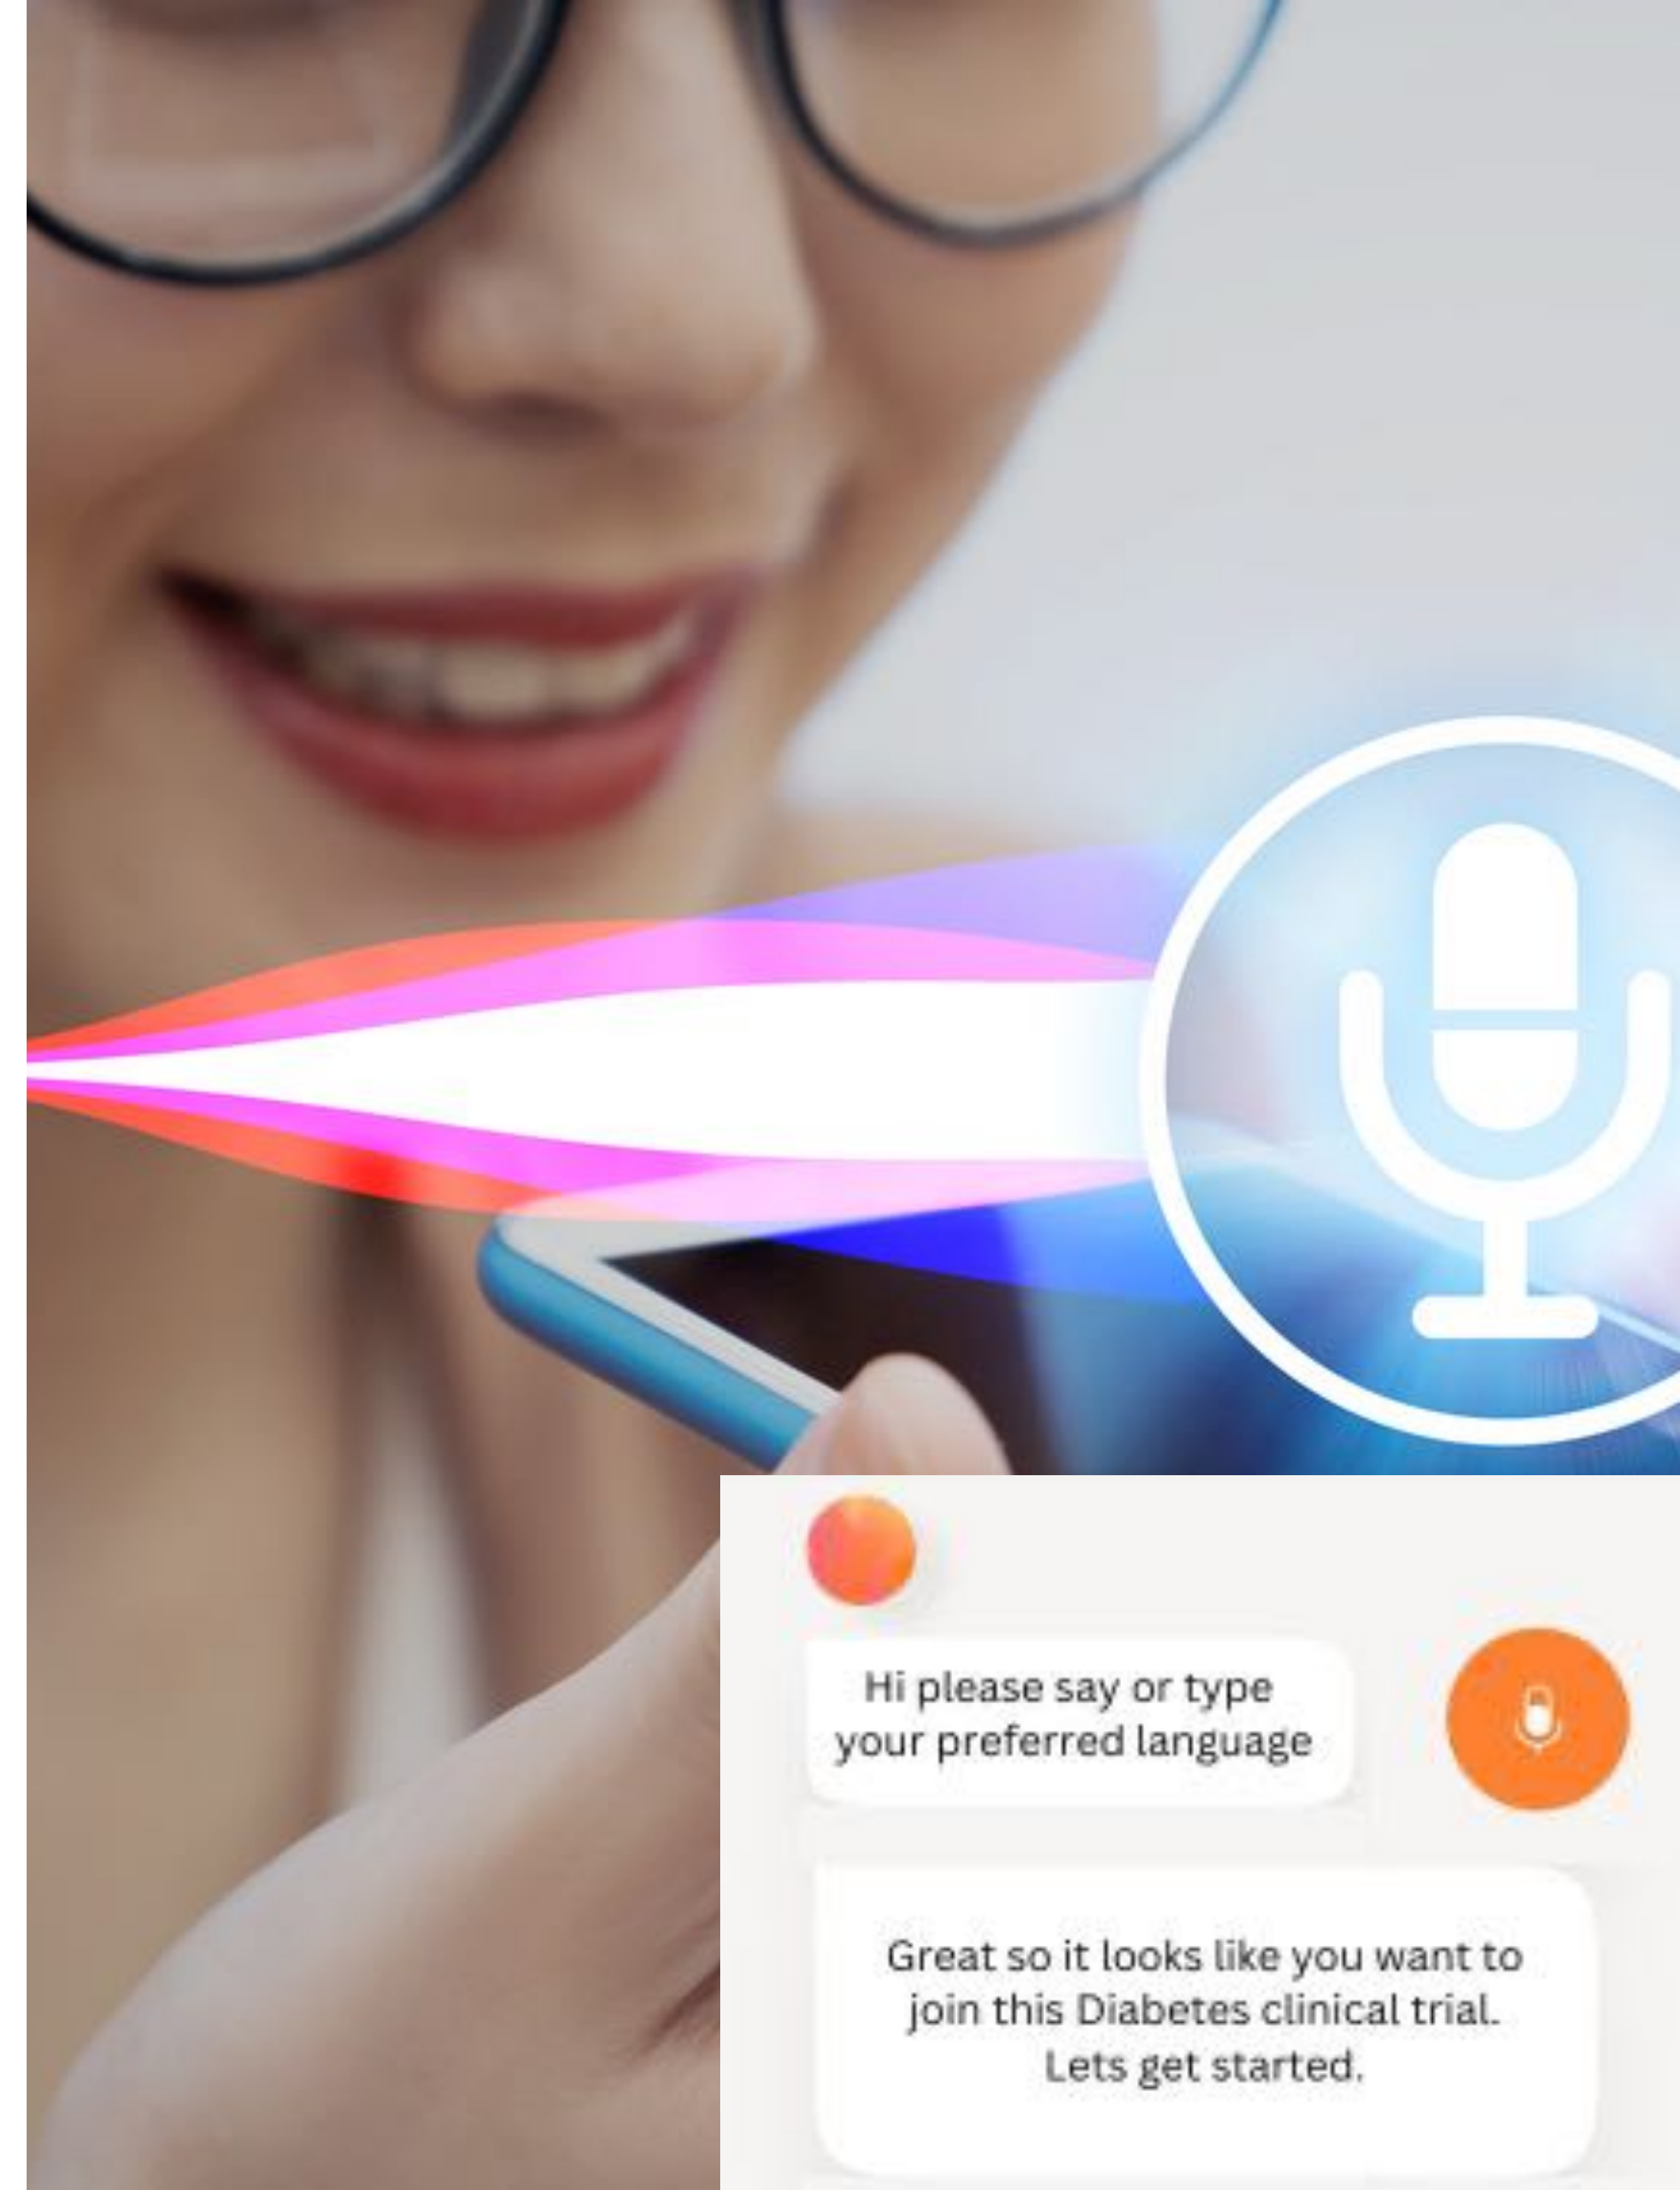 Hi please say or type
your preferred language
Great so it looks like you want to
join this Diabetes clinical trial.
Lets get started.